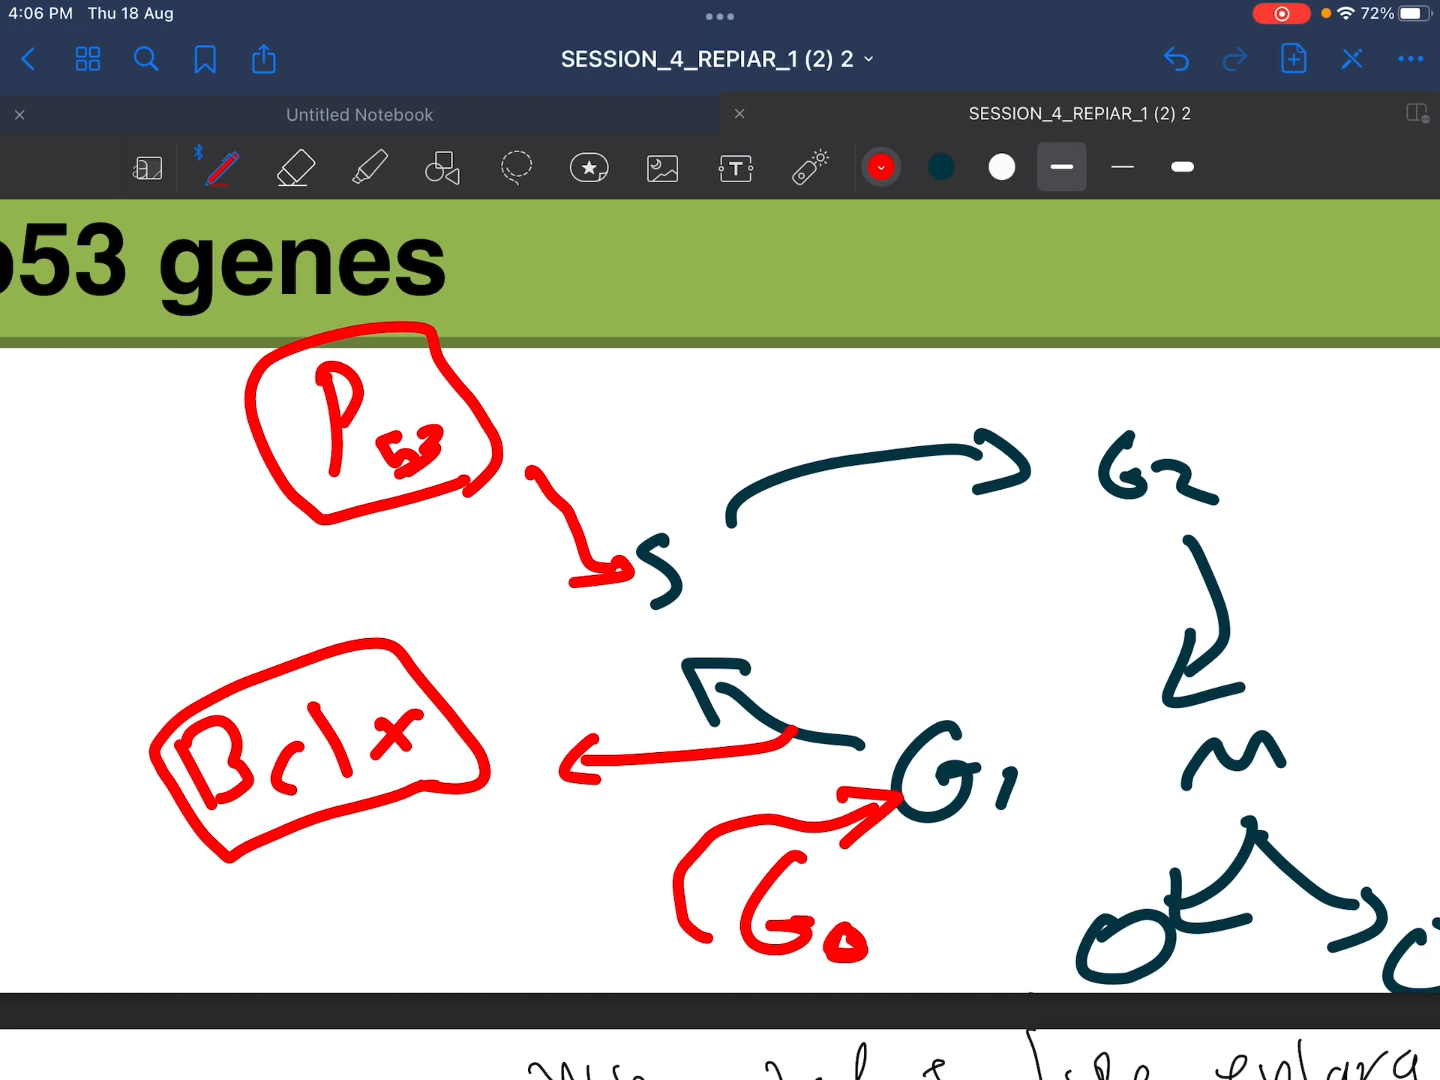 4:06 PM Thu 18 Aug
72%
SESSION_4_REPIAR_1 (2) 2
Untitled Notebook
SESSION_4_REPIAR_1 (2) 2
T
53 genes
P53
G2
S
Bclx
G1
M
G0